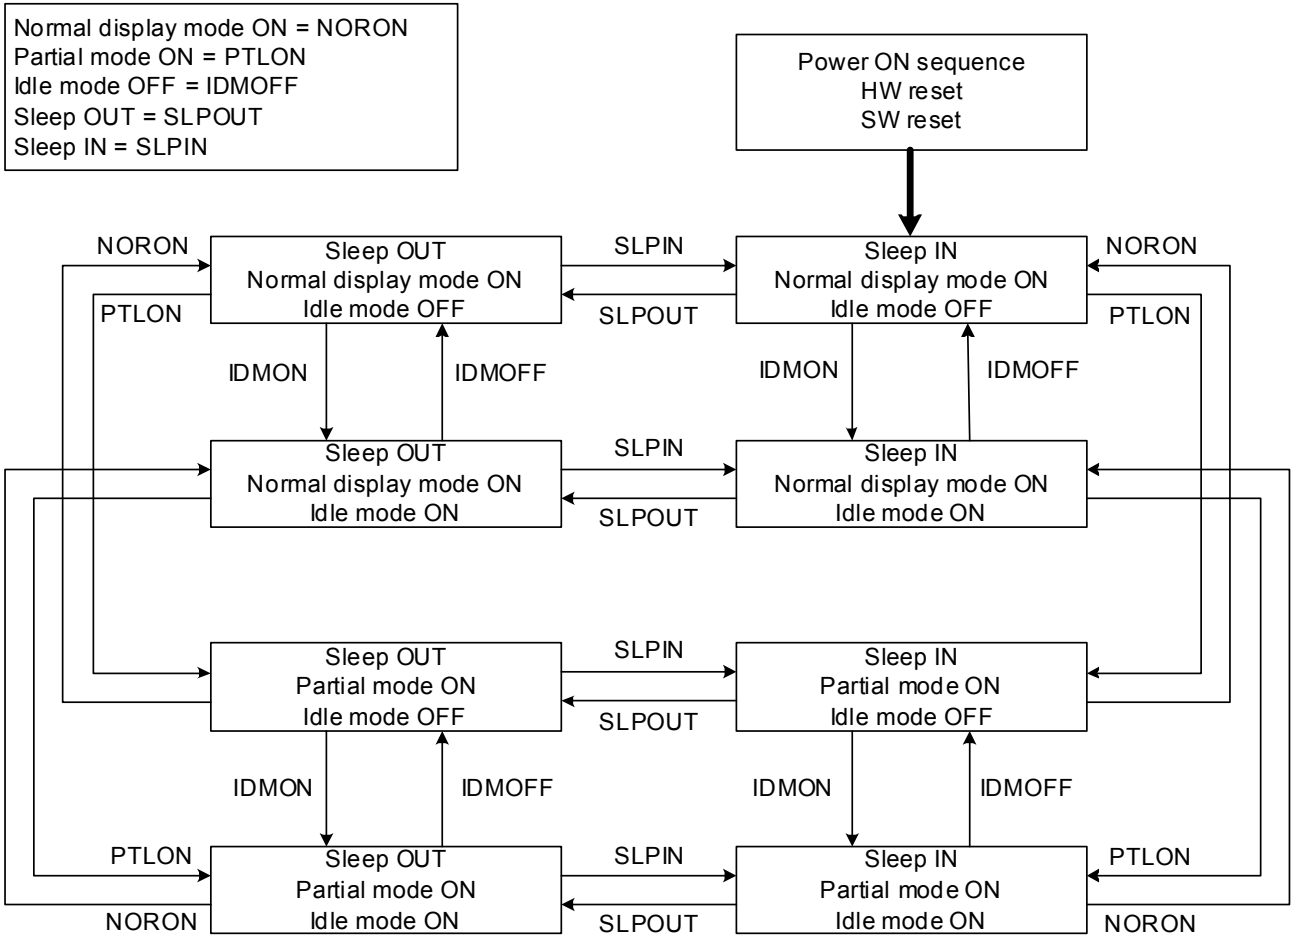 Normal display mode ON = NORON
Partial mode ON = PTLON
Idle mode OFF = IDMOFF
Sleep OUT = SLPOUT
Sleep IN = SLPIN
Power ON sequence
HW reset
SW reset
NORON
Sleep OUT
Normal display mode ON
Idle mode OFF
SLPIN
SLPOUT
Sleep IN
Normal display mode ON
Idle mode OFF
NORON
PTLON
PTLON
IDMON
IDMOFF
IDMON
IDMOFF
Sleep OUT
Normal display mode ON
Idle mode ON
SLPIN
SLPOUT
Sleep IN
Normal display mode ON
Idle mode ON
Sleep OUT
Partial mode ON
Idle mode OFF
SLPIN
SLPOUT
Sleep IN
Partial mode ON
Idle mode OFF
IDMON
IDMOFF
IDMON
IDMOFF
PTLON
NORON
Sleep OUT
Partial mode ON
Idle mode ON
SLPIN
SLPOUT
Sleep IN
Partial mode ON
Idle mode ON
PTLON
NORON